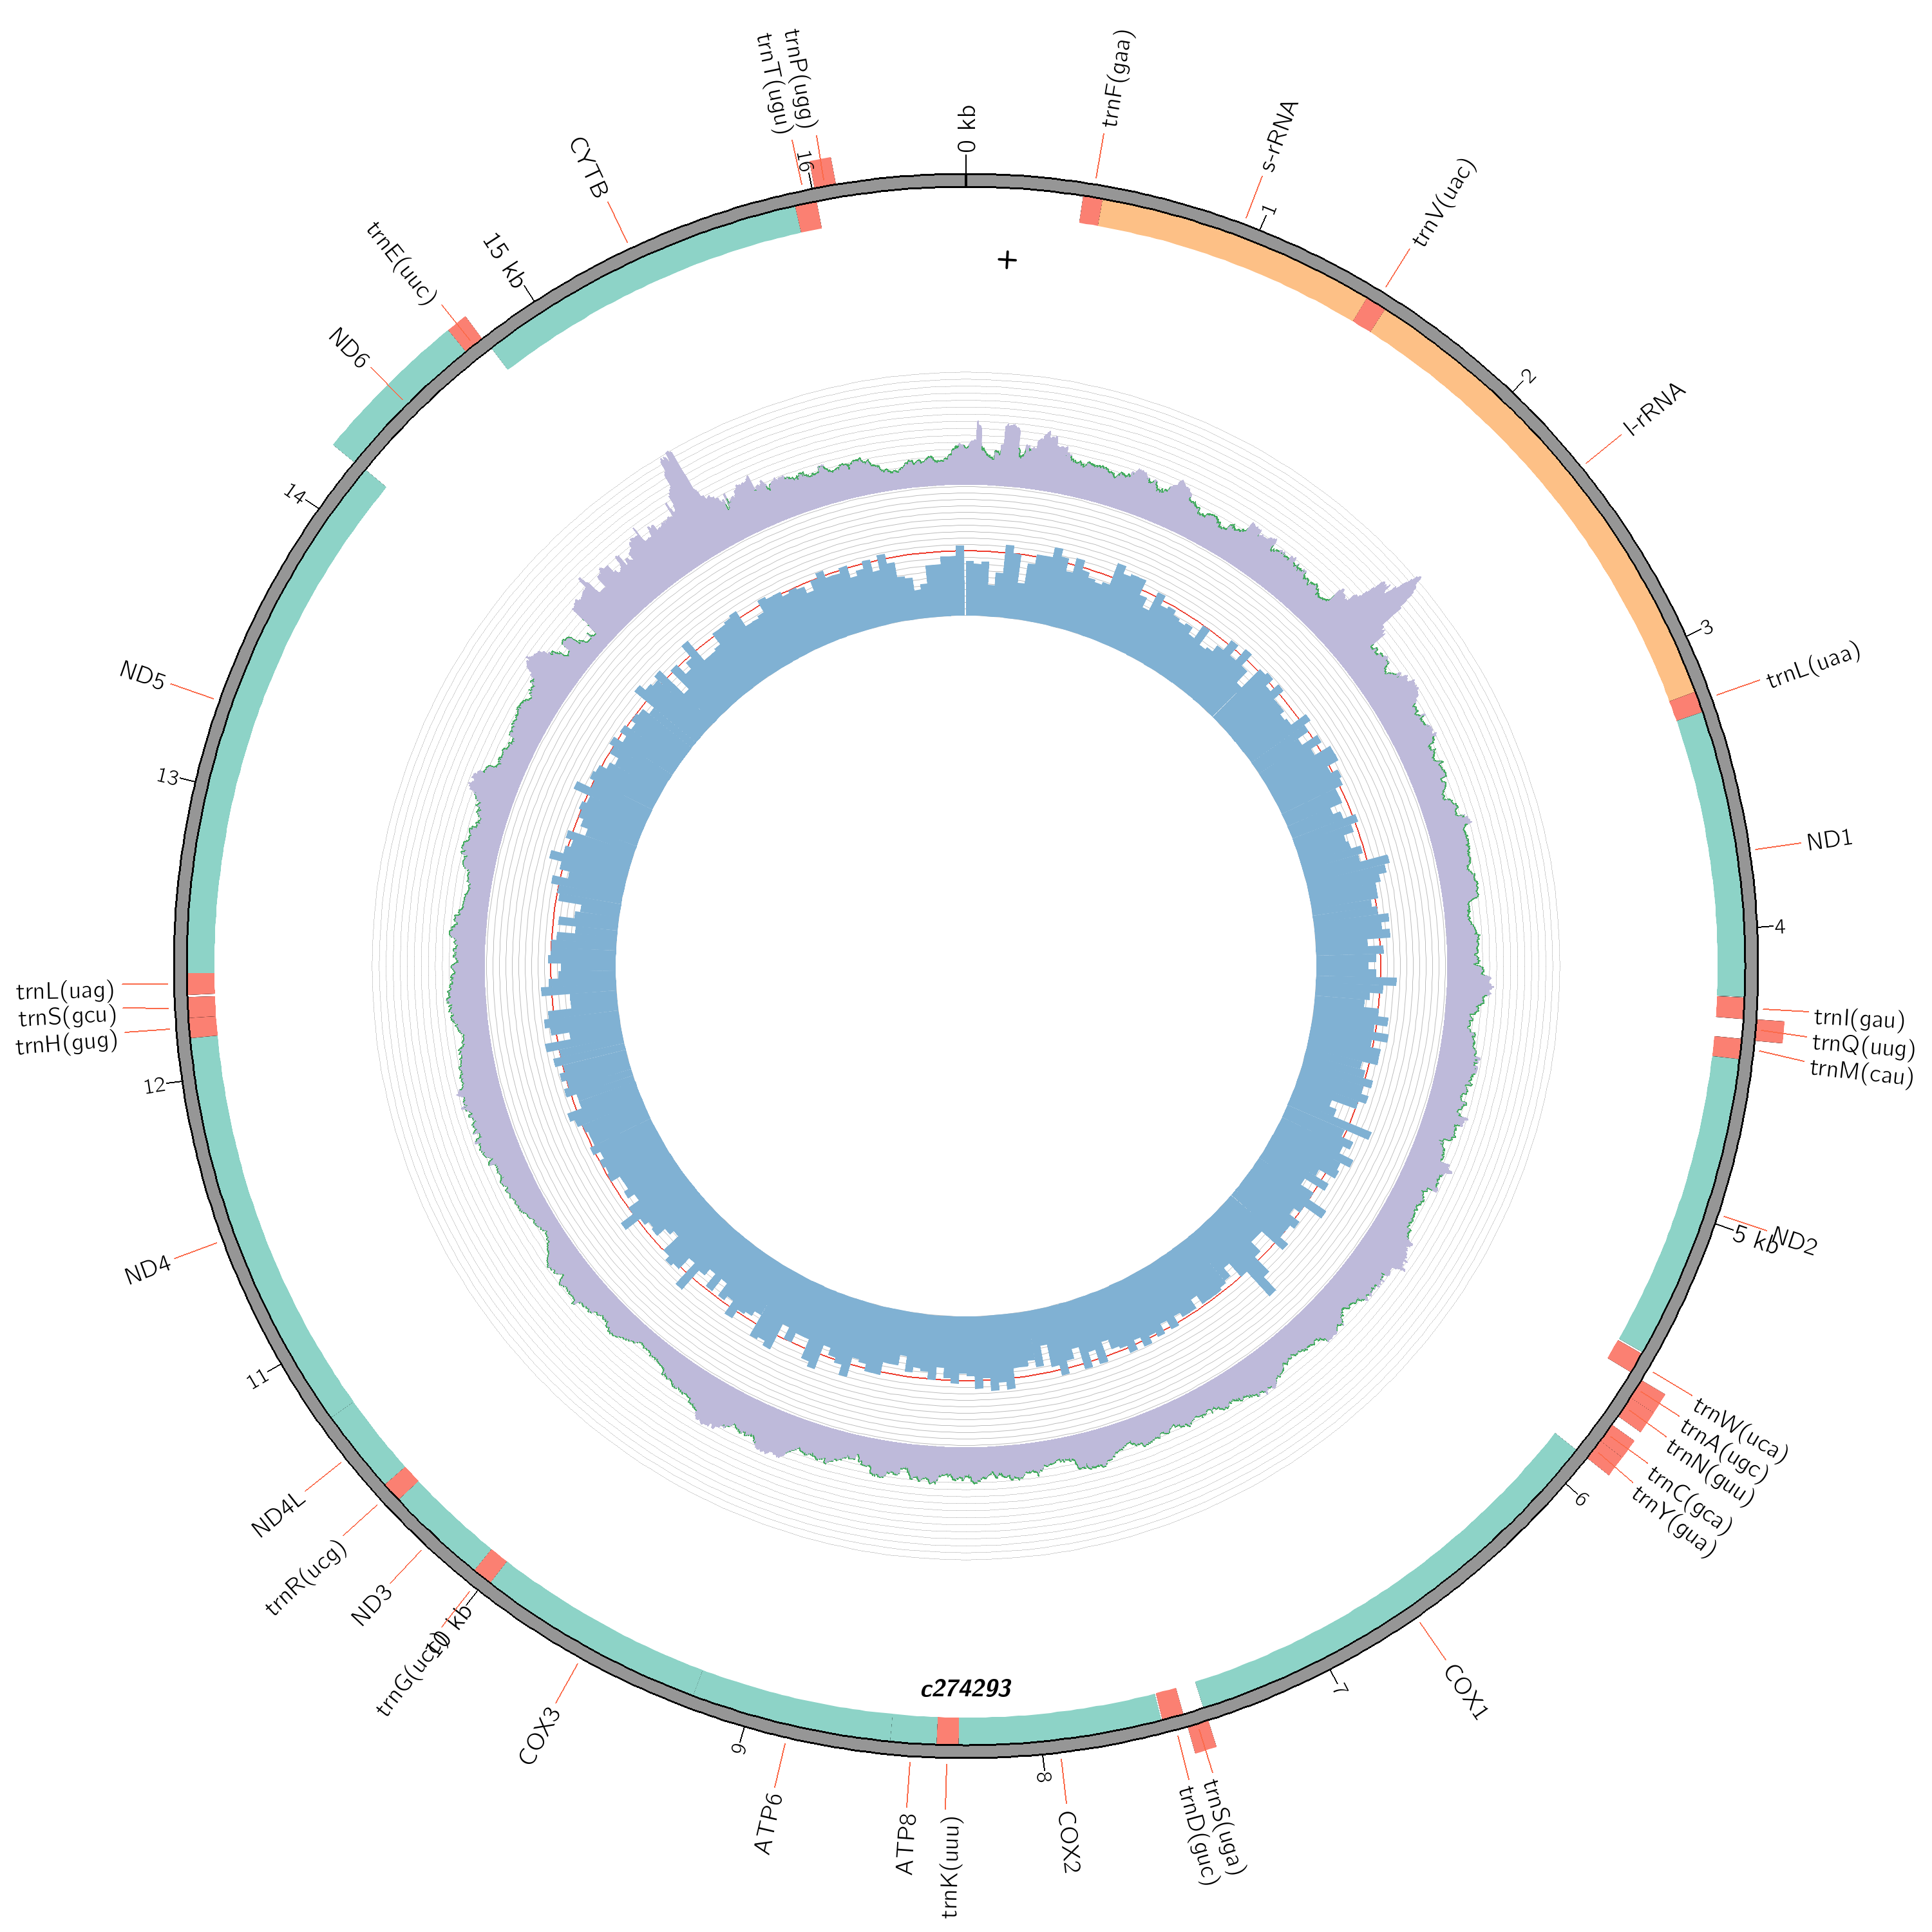 0 kb
trnF(gaa)
s-rRNA
1
trnV(uac)
2
l-rRNA
3
trnL(uaa)
ND1
4
trnI(gau)
trnQ(uug)
trnM(cau)
ND2
5 kb
trnW(uca)
trnA(ugc)
trnN(guu)
trnC(gca)
trnY(gua)
6
COX1
7
trnS(uga)
trnD(guc)
COX2
8
trnK(uuu)
ATP8
ATP6
9
COX3
10 kb
trnG(ucc)
ND3
trnR(ucg)
ND4L
11
ND4
12
trnH(gug)
trnS(gcu)
trnL(uag)
13
ND5
14
ND6
trnE(uuc)
15 kb
CYTB
trnT(ugu)
trnP(ugg)
16
+
c274293